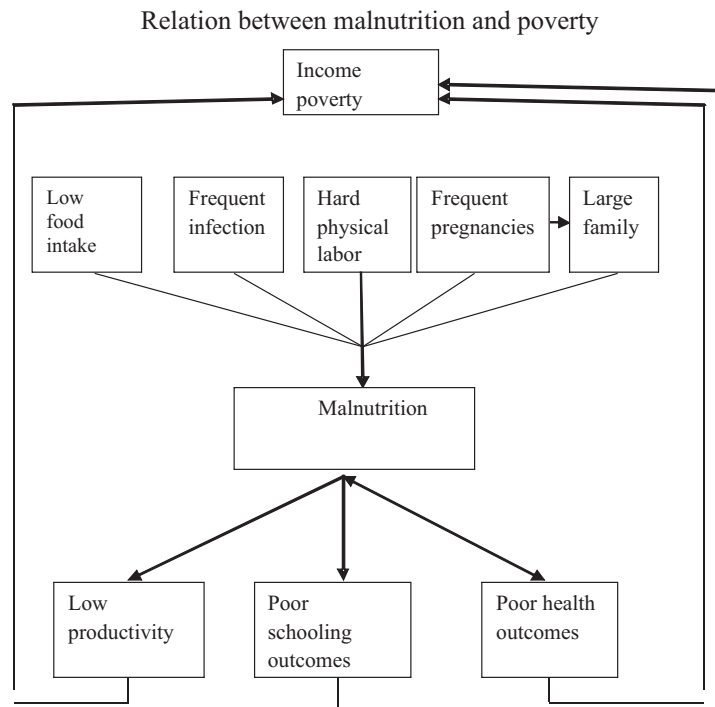 Relation between malnutrition and poverty
Income
poverty
Low
food
intake
Frequent
infection
Hard
physical
labor
Frequent
pregnancies
Large
family
Malnutrition
Low
productivity
Poor
schooling
outcomes
Poor health
outcomes